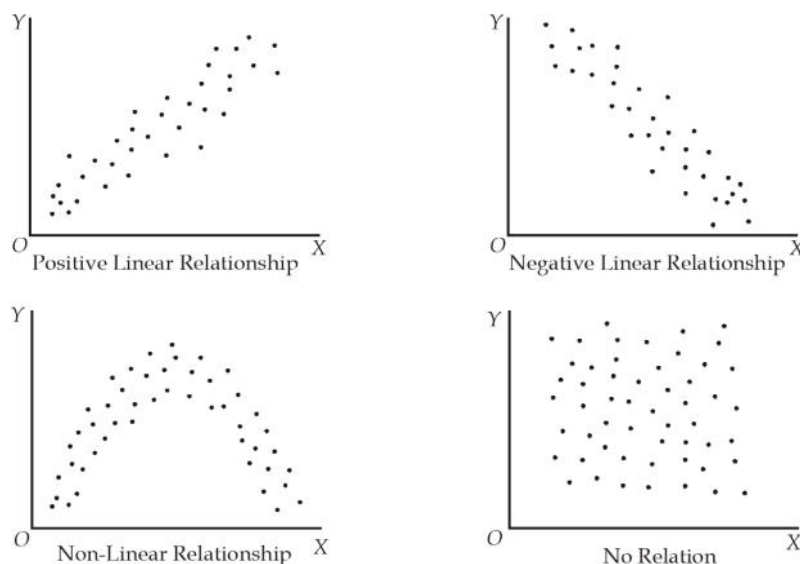 Y
Y
O
X
O
X
Positive Linear Relationship
Negative Linear Relationship
Y
Y
O
X
O
X
Non-Linear Relationship
No Relation